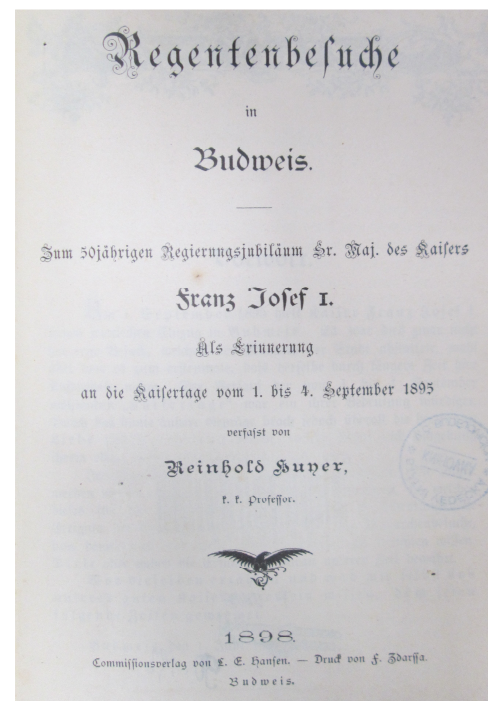 Regentenbesuche
in
Budweis.
Zum 50jährigen Regierungsjubiläum Sr. Maj. des Kaisers
Franz Josef I.
Als Erinnerung
an die Kaisertage vom 1. bis 4. September 1895
verfaßt von
Reinhold Huyer,
k. k. Professor.
1898.
Commissionsverlag von L. E. Hansen. — Druck von F. Zdarssa.
Budweis.